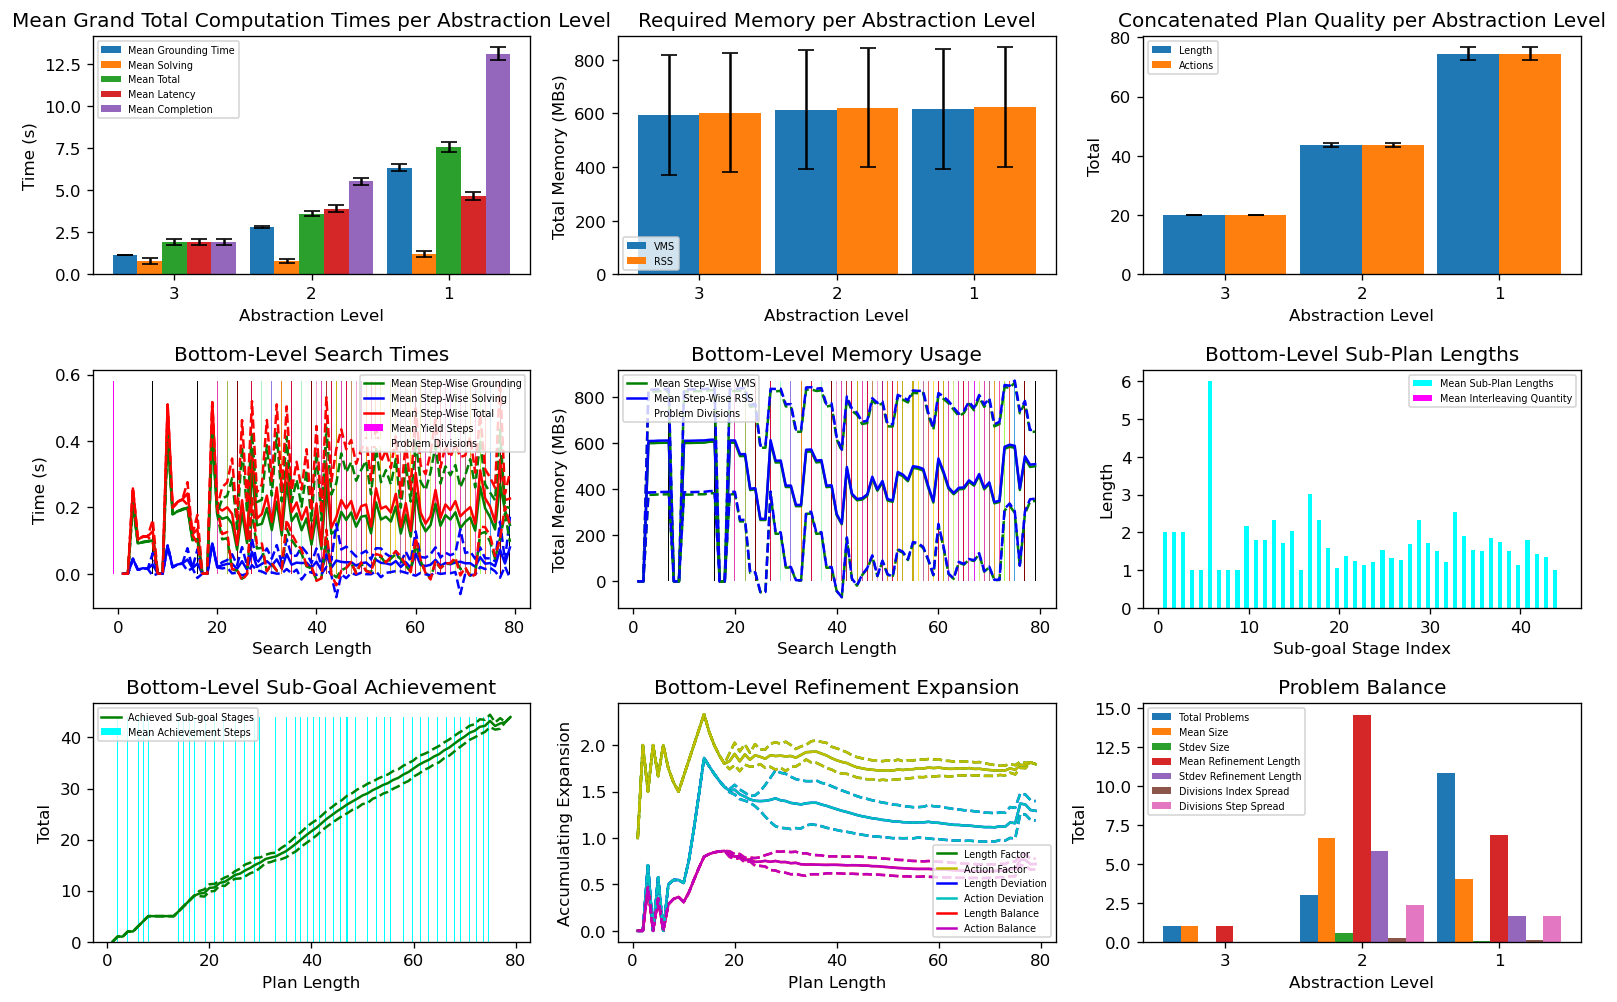 Mean Grand Total Computation Times per Abstraction Level
Time (s)
12.5
10.0
7.5
5.0
2.5
0.0
Mean Grounding Time
Mean Solving
Mean Total
Mean Latency
Mean Completion
3 2 1
Abstraction Level
Required Memory per Abstraction Level
Total Memory (MBs)
800
600
400
200
0
VMS
RSS
3 2 1
Abstraction Level
Concatenated Plan Quality per Abstraction Level
Total
80
60
40
20
0
Length
Actions
3 2 1
Abstraction Level
Bottom-Level Search Times
Time (s)
0.6
0.4
0.2
0.0
Mean Step-Wise Grounding
Mean Step-Wise Solving
Mean Step-Wise Total
Mean Yield Steps
Problem Divisions
0 20 40 60 80
Search Length
Bottom-Level Memory Usage
Total Memory (MBs)
800
600
400
200
0
Mean Step-Wise VMS
Mean Step-Wise RSS
Problem Divisions
0 20 40 60 80
Search Length
Bottom-Level Sub-Plan Lengths
Length
6
5
4
3
2
1
0
Mean Sub-Plan Lengths
Mean Interleaving Quantity
0 10 20 30 40
Sub-goal Stage Index
Bottom-Level Sub-Goal Achievement
Total
40
30
20
10
0
Achieved Sub-goal Stages
Mean Achievement Steps
0 20 40 60 80
Plan Length
Bottom-Level Refinement Expansion
Accumulating Expansion
2.0
1.5
1.0
0.5
0.0
Length Factor
Action Factor
Length Deviation
Action Deviation
Length Balance
Action Balance
0 20 40 60 80
Plan Length
Problem Balance
Total
15.0
12.5
10.0
7.5
5.0
2.5
0.0
Total Problems
Mean Size
Stdev Size
Mean Refinement Length
Stdev Refinement Length
Divisions Index Spread
Divisions Step Spread
3 2 1
Abstraction Level